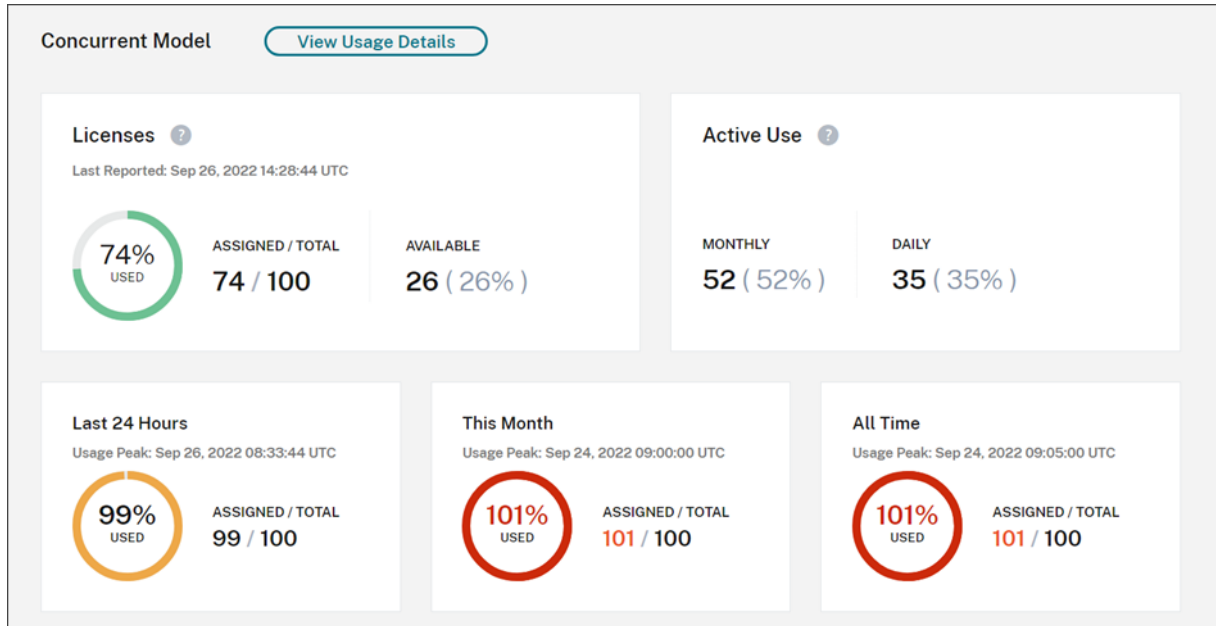 Concurrent Model
View Usage Details
Licenses ?
Last Reported: Sep 26, 2022 14:28:44 UTC
74%
USED
ASSIGNED / TOTAL
74 / 100
AVAILABLE
26 ( 26% )
Active Use ?
MONTHLY
52 ( 52% )
DAILY
35 ( 35% )
Last 24 Hours
Usage Peak: Sep 26, 2022 08:33:44 UTC
99%
USED
ASSIGNED / TOTAL
99 / 100
This Month
Usage Peak: Sep 24, 2022 09:00:00 UTC
101%
USED
ASSIGNED / TOTAL
101 / 100
All Time
Usage Peak: Sep 24, 2022 09:05:00 UTC
101%
USED
ASSIGNED / TOTAL
101 / 100